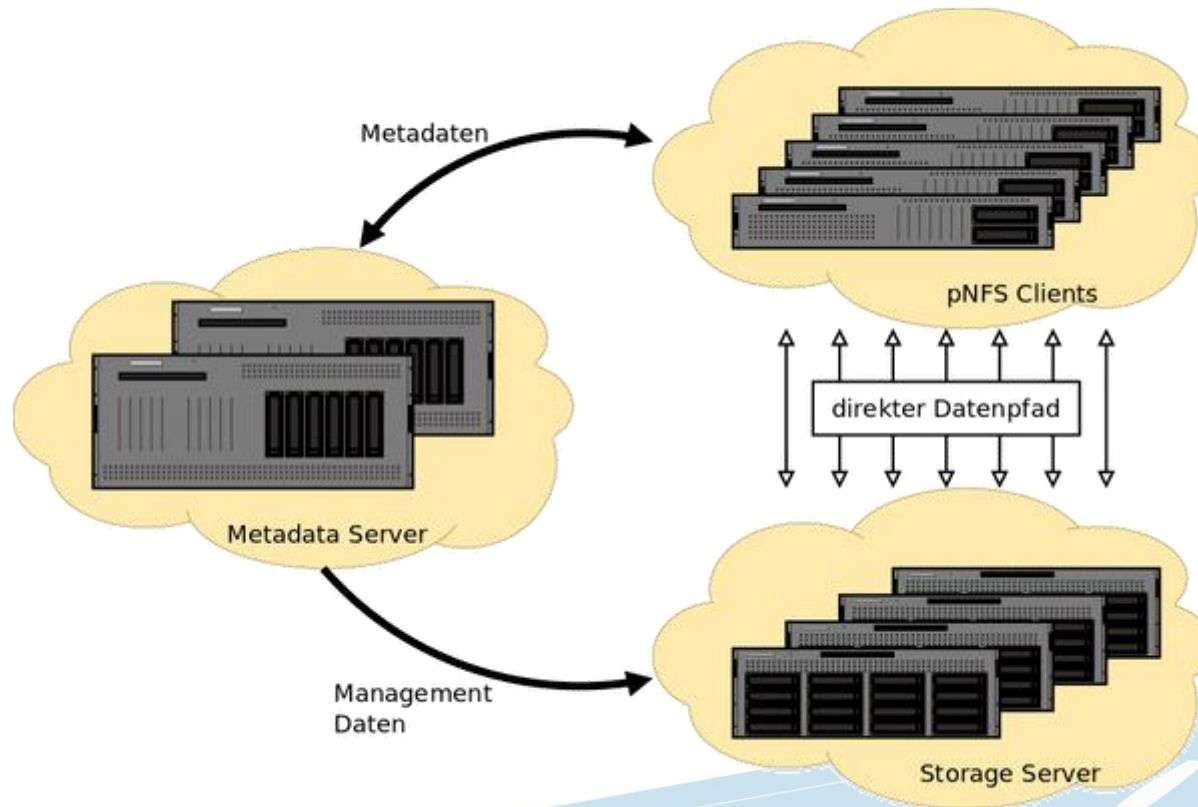 Metadaten
pNFS Clients
direkter Datenpfad
Metadata Server
Management
Daten
Storage Server